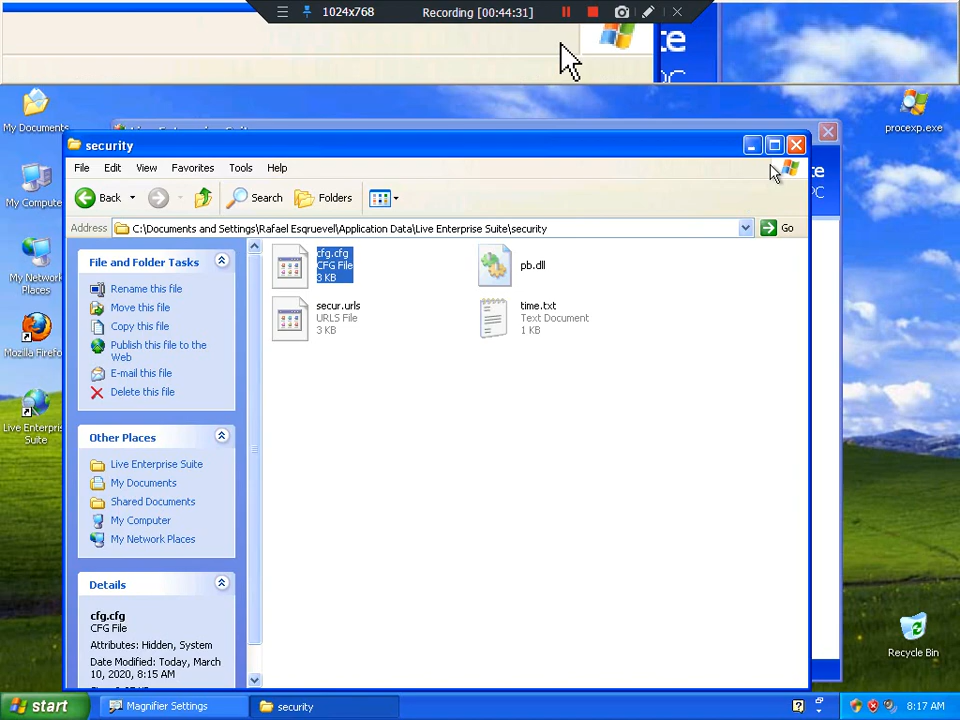 1024x768
Recording [00:44:31]
My Documents
procexp.exe
security
File Edit View Favorites Tools Help
Back Search Folders
Address C:\Documents and Settings\Rafael Esqruevel\Application Data\Live Enterprise Suite\security Go
My Compute
My Network
Places
Mozilla Firefo
Live Enterpris
Suite
File and Folder Tasks
Rename this file
Move this file
Copy this file
Publish this file to the
Web
E-mail this file
Delete this file
Other Places
Live Enterprise Suite
My Documents
Shared Documents
My Computer
My Network Places
Details
cfg.cfg
CFG File
Attributes: Hidden, System
Date Modified: Today, March
10, 2020, 8:15 AM
cfg.cfg
CFG File
3 KB
pb.dll
secur.urls
URLS File
3 KB
time.txt
Text Document
1 KB
Recycle Bin
start
Magnifier Settings
security
8:17 AM